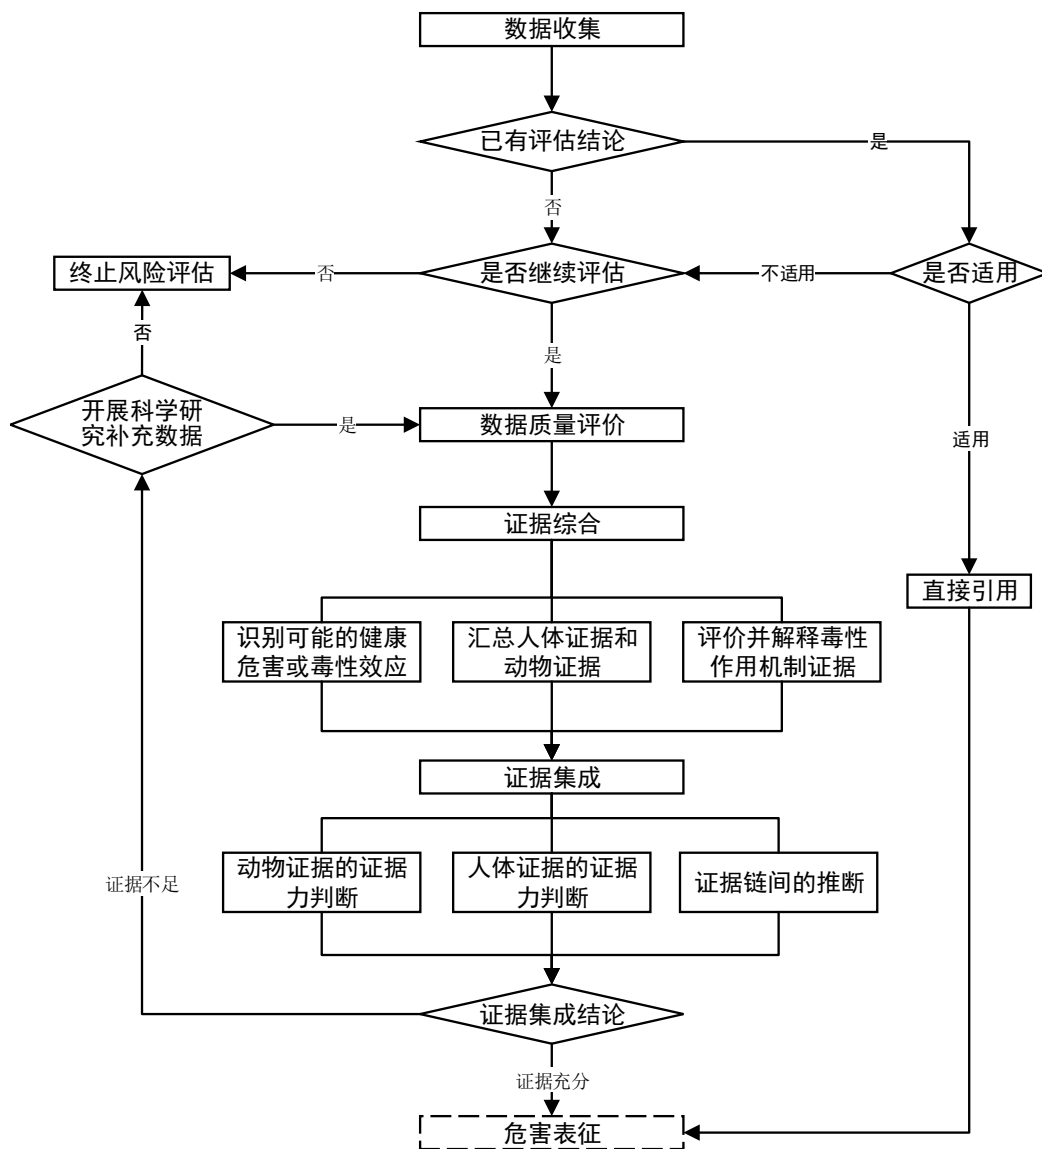 数据收集
已有评估结论
是
否
终止风险评估
否
是否继续评估
不适用
是否适用
否
是
开展科学研
究补充数据
是
数据质量评价
适用
证据综合
直接引用
识别可能的健康
危害或毒性效应
汇总人体证据和
动物证据
评价并解释毒性
作用机制证据
证据集成
动物证据的证据
力判断
人体证据的证据
力判断
证据链间的推断
证据不足
证据集成结论
证据充分
危害表征